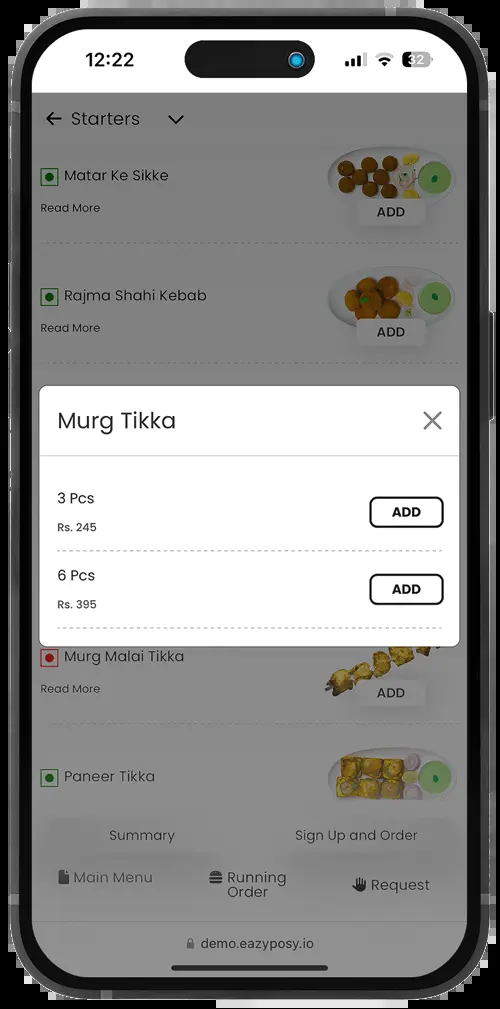 12:22
32
Starters
Matar Ke Sikke
Read More
ADD
Rajma Shahi Kebab
Read More
ADD
Murg Tikka
3 Pcs
Rs. 245
ADD
6 Pcs
Rs. 395
ADD
Murg Malai Tikka
Read More
ADD
Paneer Tikka
Summary
Sign Up and Order
Main Menu
Running
Order
Request
demo.eazyposy.io